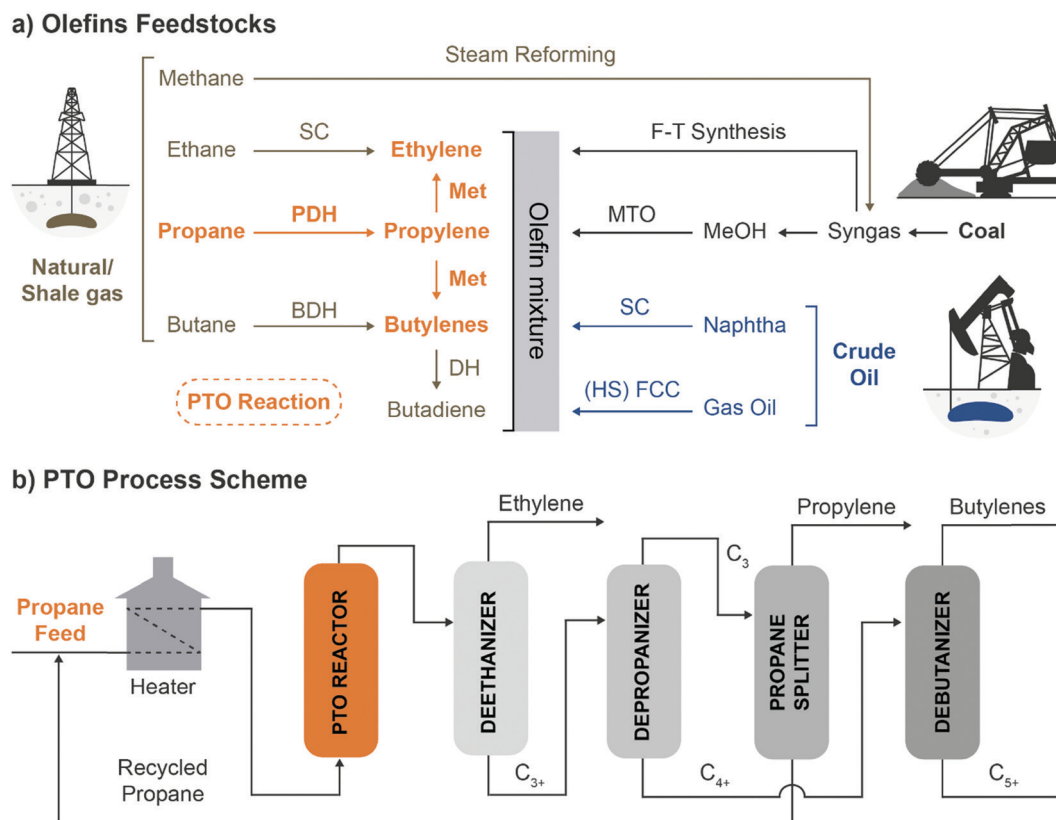 a) Olefins Feedstocks
Steam Reforming
Methane
SC
F-T Synthesis
Ethane
Ethylene
Met
PDH
MTO
Propane
Propylene
MeOH
Syngas
Coal
Natural/
Shale gas
Met
Olefin mixture
BDH
SC
Butane
Butylenes
Naphtha
Crude
Oil
DH
(HS) FCC
PTO Reaction
Butadiene
Gas Oil
b) PTO Process Scheme
Ethylene
Propylene
Butylenes
C3
Propane
Feed
Heater
PTO REACTOR
DEETHANIZER
DEPROPANIZER
PROPANE
SPLITTER
DEBUTANIZER
Recycled
Propane
C3+
C4+
C5+